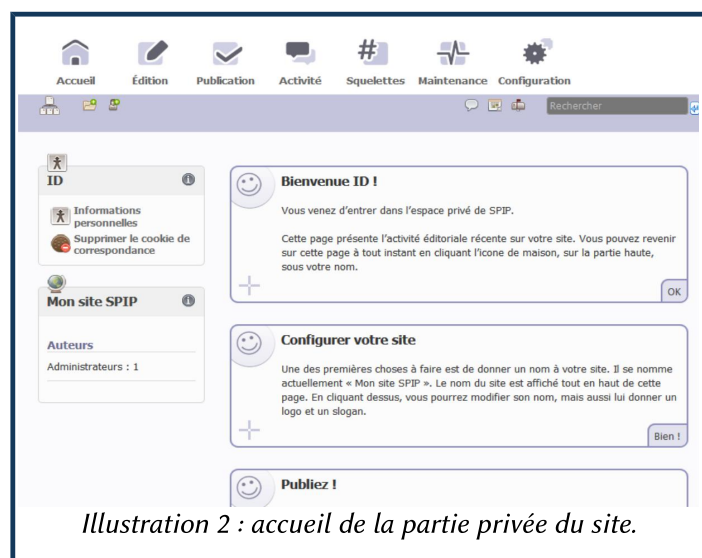 Accueil Édition Publication Activité Squelettes Maintenance Configuration
Rechercher
ID
Informations
personnelles
Supprimer le cookie de
correspondance
Mon site SPIP
Auteurs
Administrateurs : 1
Bienvenue ID !
Vous venez d'entrer dans l'espace privé de SPIP.
Cette page présente l'activité éditoriale récente sur votre site. Vous pouvez revenir
sur cette page à tout instant en cliquant l'icone de maison, sur la partie haute,
sous votre nom.
OK
Configurer votre site
Une des premières choses à faire est de donner un nom à votre site. Il se nomme
actuellement « Mon site SPIP ». Le nom du site est affiché tout en haut de cette
page. En cliquant dessus, vous pourrez modifier son nom, mais aussi lui donner un
logo et un slogan.
Bien !
Publiez !
Illustration 2 : accueil de la partie privée du site.